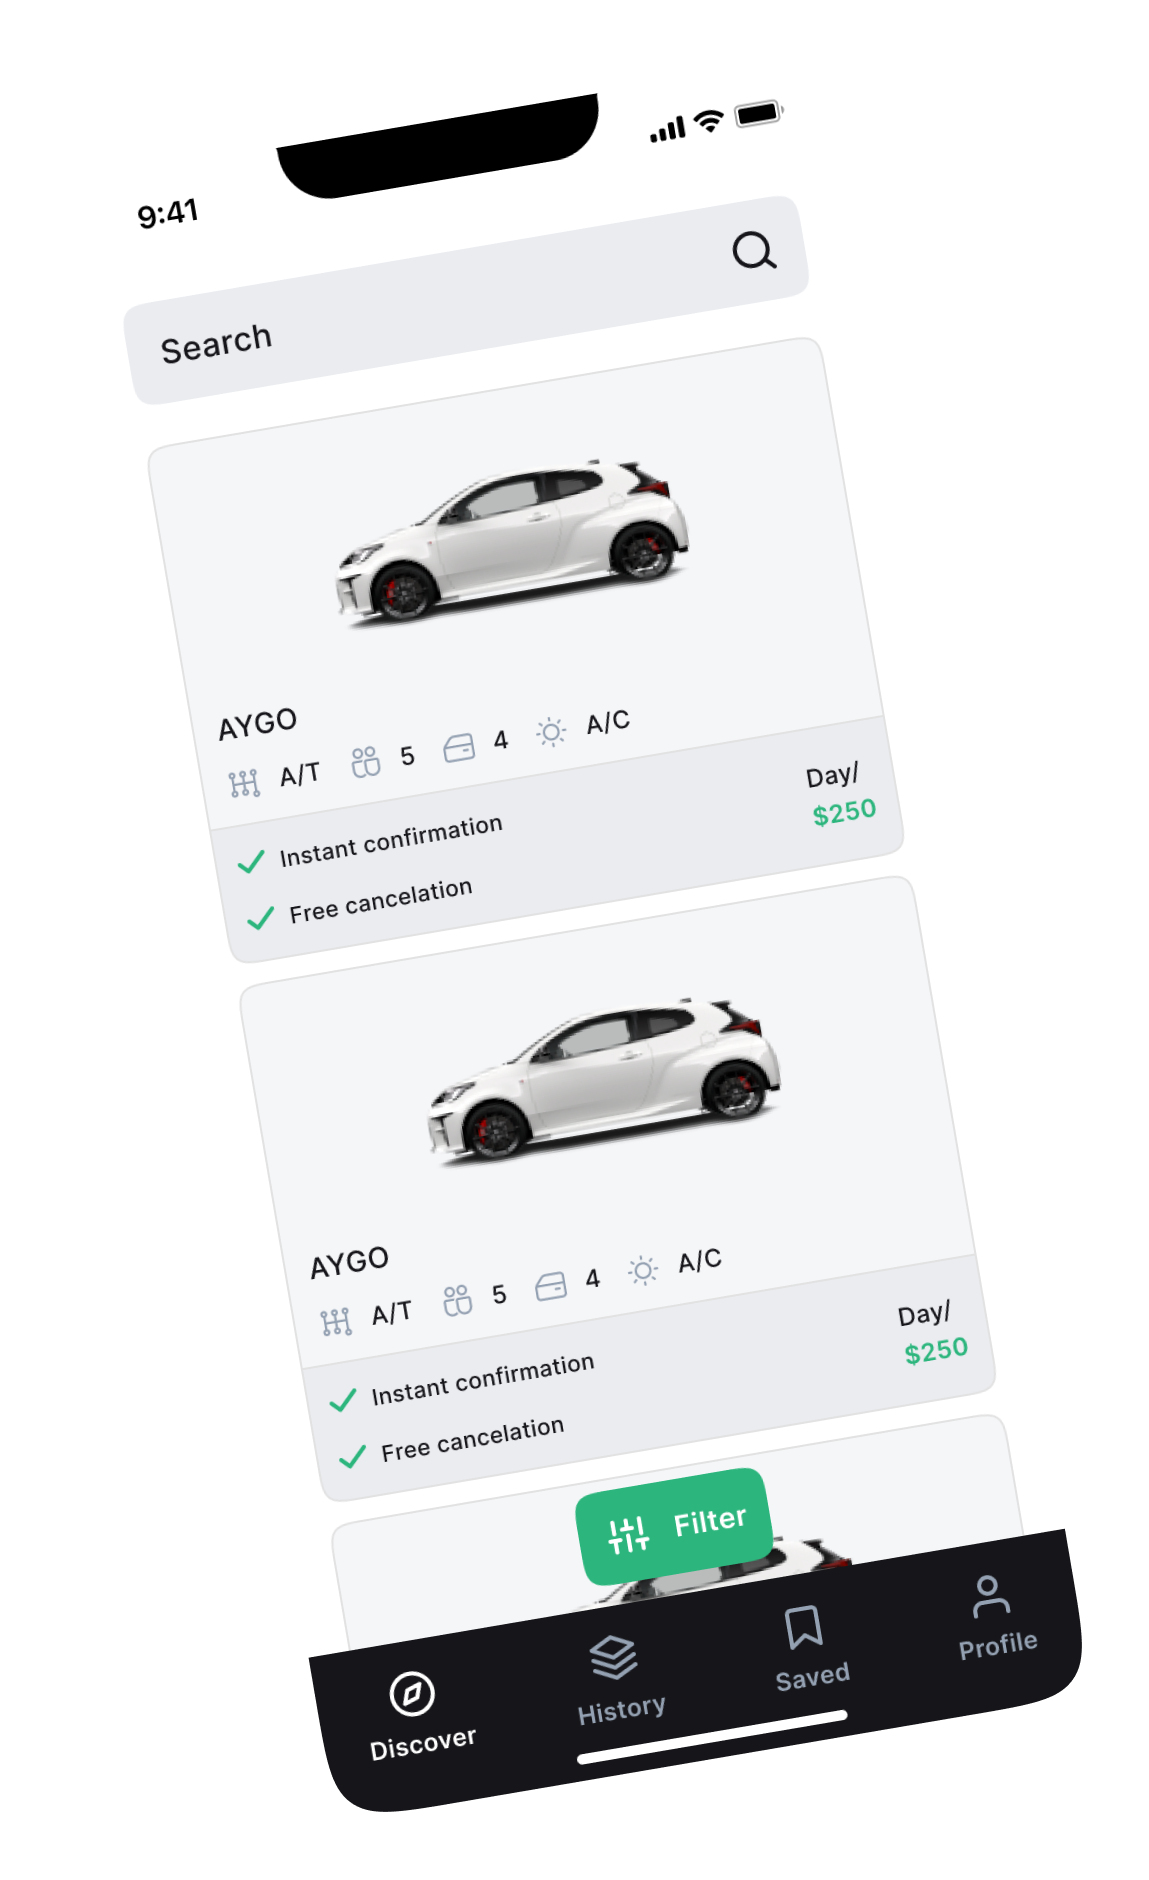 9:41
Search
AYGO
A/T 5 4 A/C
Instant confirmation
Free cancelation
Day/
$250
AYGO
A/T 5 4 A/C
Instant confirmation
Free cancelation
Day/
$250
Filter
Discover History Saved Profile